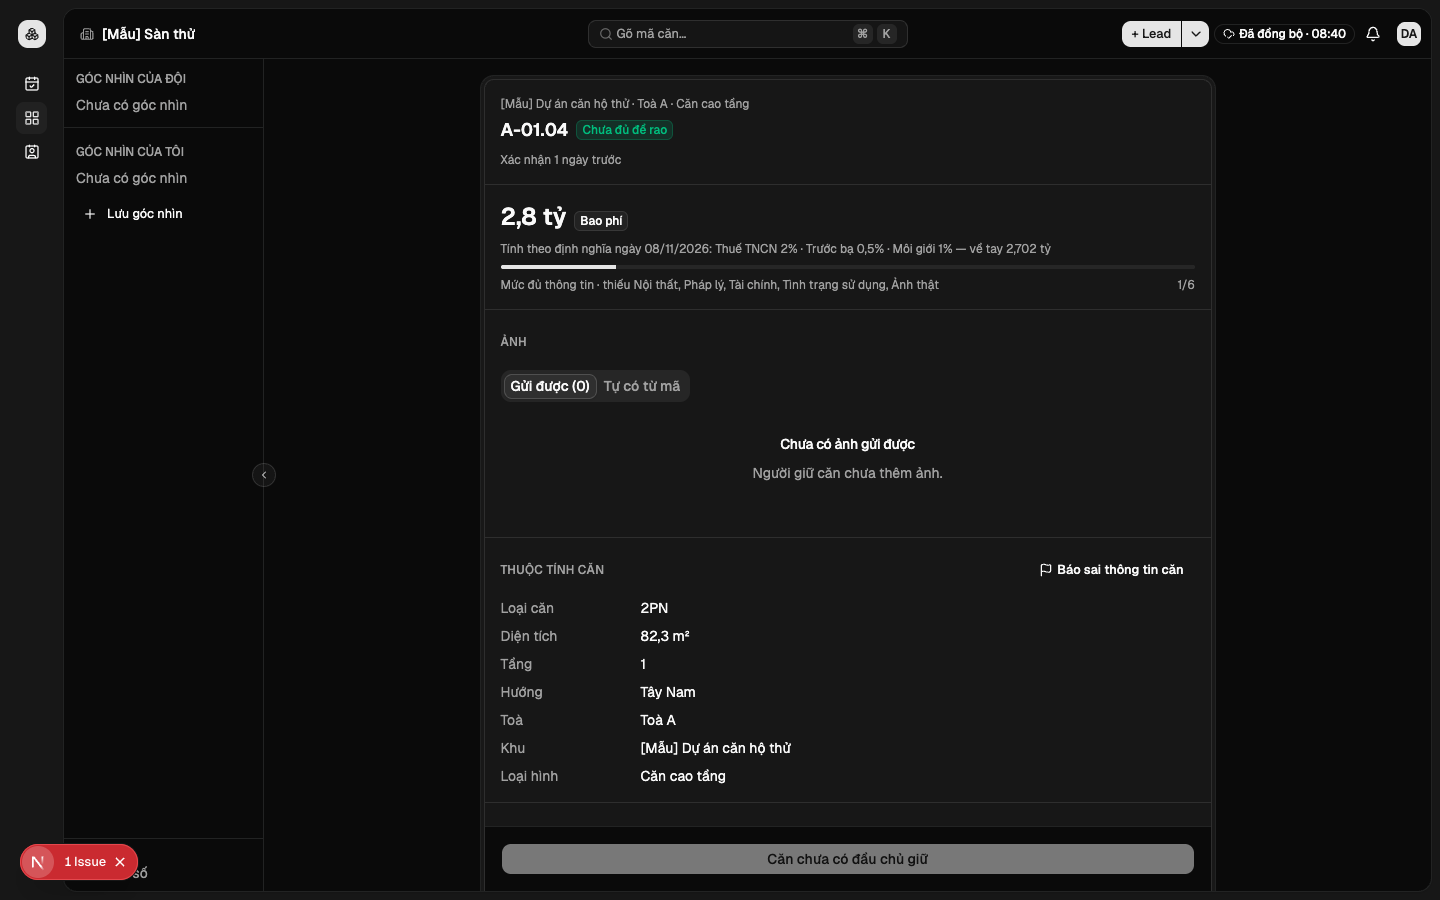 [Mẫu] Sàn thử
Gõ mã căn...
⌘ K
+ Lead
Đã đồng bộ · 08:40
DA
GÓC NHÌN CỦA ĐỘI
Chưa có góc nhìn
GÓC NHÌN CỦA TÔI
Chưa có góc nhìn
+ Lưu góc nhìn
[Mẫu] Dự án căn hộ thử · Toà A · Căn cao tầng
A-01.04 Chưa đủ để rao
Xác nhận 1 ngày trước
2,8 tỷ Bao phí
Tính theo định nghĩa ngày 08/11/2026: Thuế TNCN 2% · Trước bạ 0,5% · Môi giới 1% — về tay 2,702 tỷ
Mức đủ thông tin · thiếu Nội thất, Pháp lý, Tài chính, Tình trạng sử dụng, Ảnh thật 1/6
ẢNH
Gửi được (0) Tự có từ mã
Chưa có ảnh gửi được
Người giữ căn chưa thêm ảnh.
THUỘC TÍNH CĂN
Báo sai thông tin căn
Loại căn 2PN
Diện tích 82,3 m²
Tầng 1
Hướng Tây Nam
Toà Toà A
Khu [Mẫu] Dự án căn hộ thử
Loại hình Căn cao tầng
Căn chưa có đầu chủ giữ
N 1 Issue
số